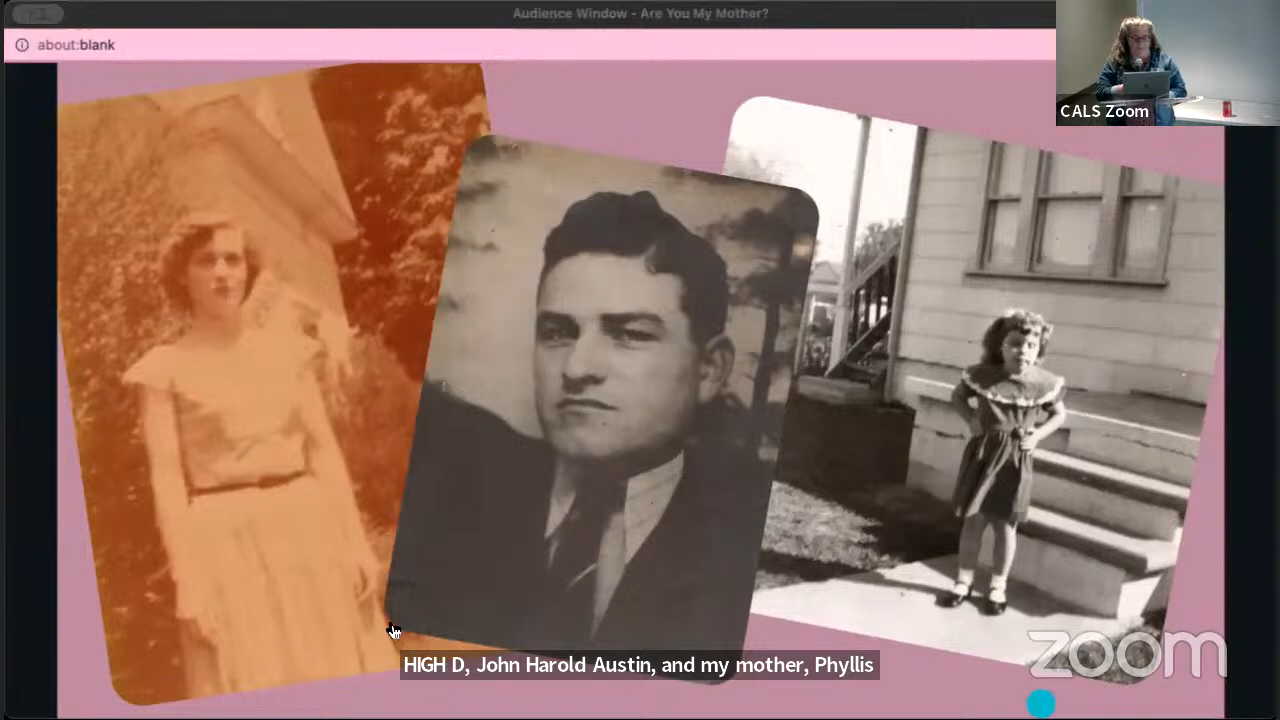 Audience Window - Are You My Mother?
about:blank
CALS Zoom
HIGH D, John Harold Austin, and my mother, Phyllis
zoom